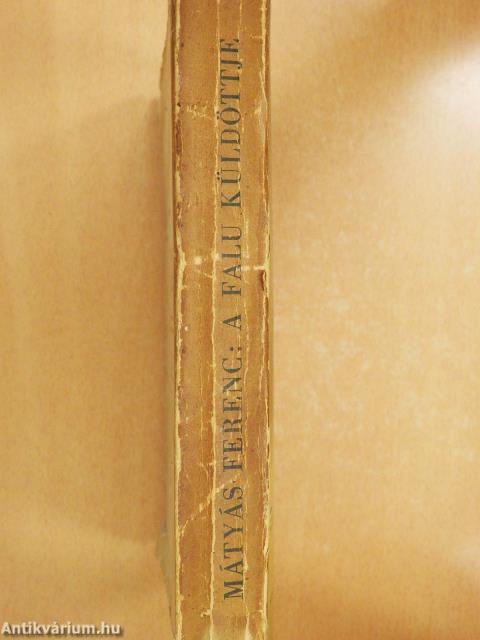 MÁTYÁS FERENC: A FALU KÜLDÖTTJE
Antikvárium.hu